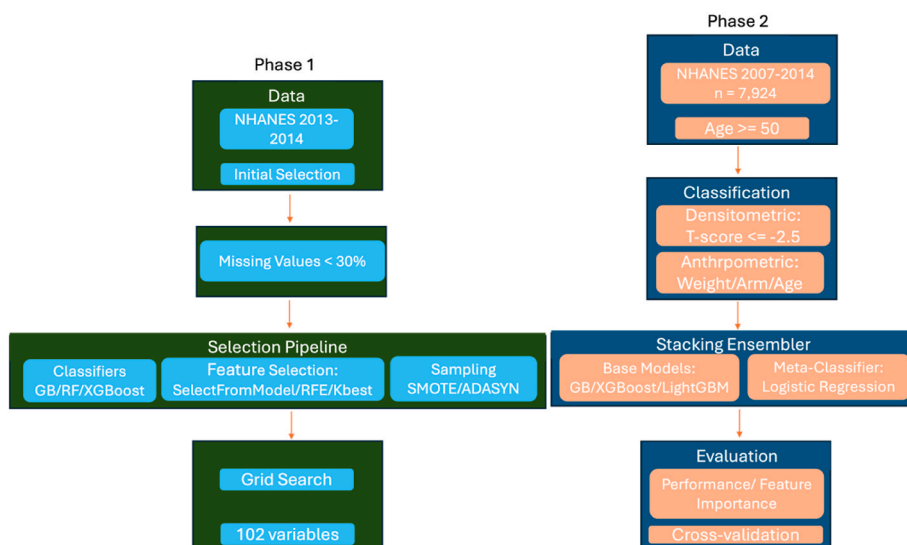 Phase 1
Data
NHANES 2013-
2014
Initial Selection
Missing Values < 30%
Selection Pipeline
Classifiers
GB/RF/XGBoost
Feature Selection:
SelectFromModel/RFE/Kbest
Sampling
SMOTE/ADASYN
Grid Search
102 variables
Phase 2
Data
NHANES 2007-2014
n = 7,924
Age >= 50
Classification
Densitometric:
T-score <= -2.5
Anthrpometric:
Weight/Arm/Age
Stacking Ensembler
Base Models:
GB/XGBoost/LightGBM
Meta-Classifier:
Logistic Regression
Evaluation
Performance/ Feature
Importance
Cross-validation